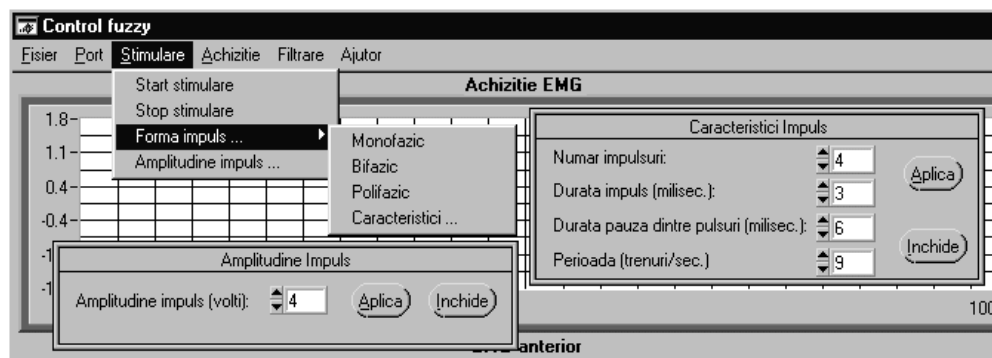 Control fuzzy
Fisier Port Stimulare Achizitie Filtrare Ajutor
Achizitie EMG
Start stimulare
Stop stimulare
Forma impuls ...
Amplitudine impuls ...
Monofazic
Bifazic
Polifazic
Caracteristici ...
1.8
1.1
0.4
-0.4
-1
-1
Caracteristici Impuls
Numar impulsuri: 4
Durata impuls (milisec.): 3
Durata pauza dintre pulsuri (milisec.): 6
Perioada (trenuri/sec.) 9
Aplica
Inchide
Amplitudine Impuls
Amplitudine impuls (volti): 4 Aplica Inchide
100
anterior